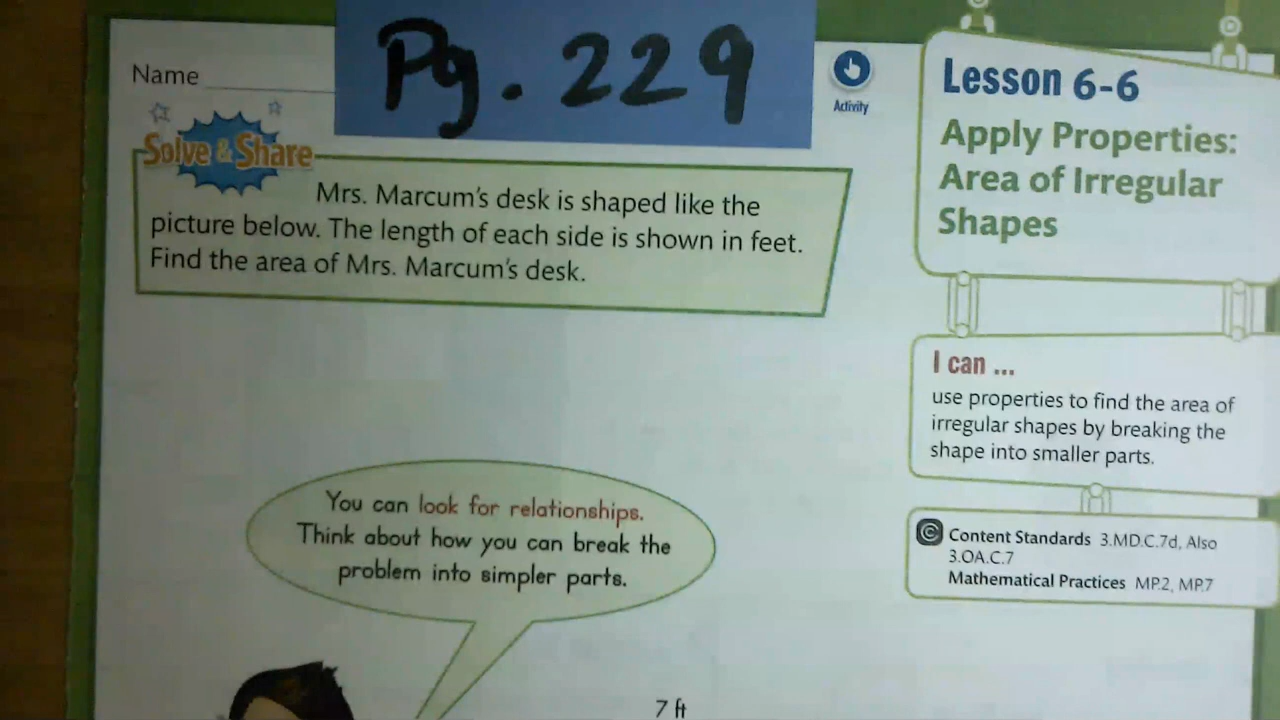 Pg. 229
Name
Activity
Solve & Share
Mrs. Marcum's desk is shaped like the
picture below. The length of each side is shown in feet.
Find the area of Mrs. Marcum's desk.
Lesson 6-6
Apply Properties:
Area of Irregular
Shapes
I can ...
use properties to find the area of
irregular shapes by breaking the
shape into smaller parts.
C Content Standards 3.MD.C.7d, Also
3.OA.C.7
Mathematical Practices MP.2, MP.7
You can look for relationships.
Think about how you can break the
problem into simpler parts.
7 ft